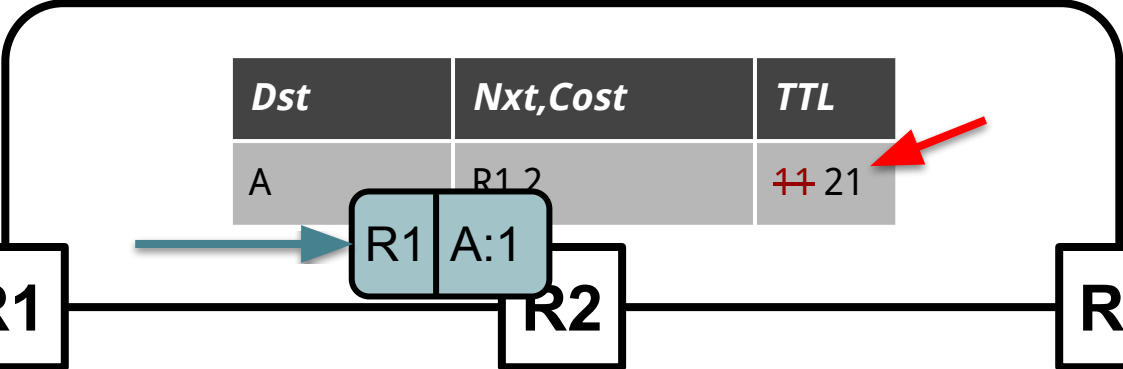 Dst Nxt,Cost TTL
A R1,2 11 21
R1 A:1
R1 R2 R